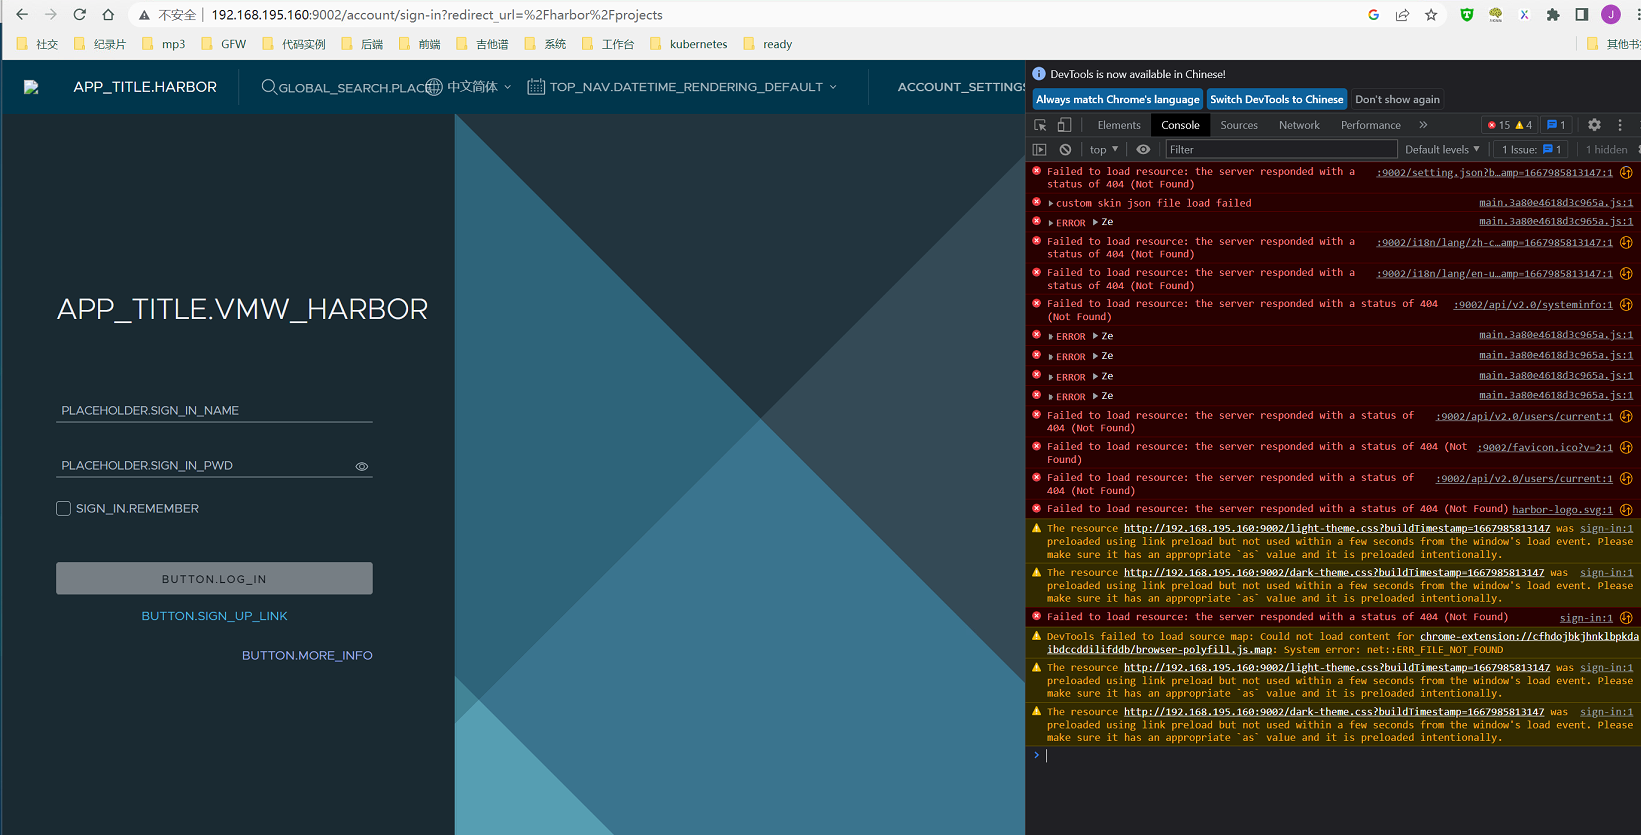 不安全 192.168.195.160:9002/account/sign-in?redirect_url=%2Fharbor%2Fprojects
社交 纪录片 mp3 GFW 代码实例 后端 前端 吉他谱 系统 工作台 kubernetes ready 其他书
APP_TITLE.HARBOR GLOBAL_SEARCH.PLACE 中文简体 TOP_NAV.DATETIME_RENDERING_DEFAULT ACCOUNT_SETTINGS
APP_TITLE.VMW_HARBOR
PLACEHOLDER.SIGN_IN_NAME
PLACEHOLDER.SIGN_IN_PWD
SIGN_IN.REMEMBER
BUTTON.LOG_IN
BUTTON.SIGN_UP_LINK
BUTTON.MORE_INFO
DevTools is now available in Chinese!
Always match Chrome's language Switch DevTools to Chinese Don't show again
Elements Console Sources Network Performance » 15 4 1
top Filter Default levels 1 Issue: 1 1 hidden
Failed to load resource: the server responded with a :9002/setting.json?b…amp=1667985813147:1
status of 404 (Not Found)
custom skin json file load failed main.3a80e4618d3c965a.js:1
ERROR Ze main.3a80e4618d3c965a.js:1
Failed to load resource: the server responded with a :9002/i18n/lang/zh-c…amp=1667985813147:1
status of 404 (Not Found)
Failed to load resource: the server responded with a :9002/i18n/lang/en-u…amp=1667985813147:1
status of 404 (Not Found)
Failed to load resource: the server responded with a status of 404 :9002/api/v2.0/systeminfo:1
(Not Found)
ERROR Ze main.3a80e4618d3c965a.js:1
ERROR Ze main.3a80e4618d3c965a.js:1
ERROR Ze main.3a80e4618d3c965a.js:1
ERROR Ze main.3a80e4618d3c965a.js:1
Failed to load resource: the server responded with a status of :9002/api/v2.0/users/current:1
404 (Not Found)
Failed to load resource: the server responded with a status of 404 (Not :9002/favicon.ico?v=2:1
Found)
Failed to load resource: the server responded with a status of :9002/api/v2.0/users/current:1
404 (Not Found)
Failed to load resource: the server responded with a status of 404 (Not Found) harbor-logo.svg:1
The resource http://192.168.195.160:9002/light-theme.css?buildTimestamp=1667985813147 was sign-in:1
preloaded using link preload but not used within a few seconds from the window's load event. Please
make sure it has an appropriate `as` value and it is preloaded intentionally.
The resource http://192.168.195.160:9002/dark-theme.css?buildTimestamp=1667985813147 was sign-in:1
preloaded using link preload but not used within a few seconds from the window's load event. Please
make sure it has an appropriate `as` value and it is preloaded intentionally.
Failed to load resource: the server responded with a status of 404 (Not Found) sign-in:1
DevTools failed to load source map: Could not load content for chrome-extension://cfhdojbkjhnklbpkda
ibdccddilifddb/browser-polyfill.js.map: System error: net::ERR_FILE_NOT_FOUND
The resource http://192.168.195.160:9002/light-theme.css?buildTimestamp=1667985813147 was sign-in:1
preloaded using link preload but not used within a few seconds from the window's load event. Please
make sure it has an appropriate `as` value and it is preloaded intentionally.
The resource http://192.168.195.160:9002/dark-theme.css?buildTimestamp=1667985813147 was sign-in:1
preloaded using link preload but not used within a few seconds from the window's load event. Please
make sure it has an appropriate `as` value and it is preloaded intentionally.